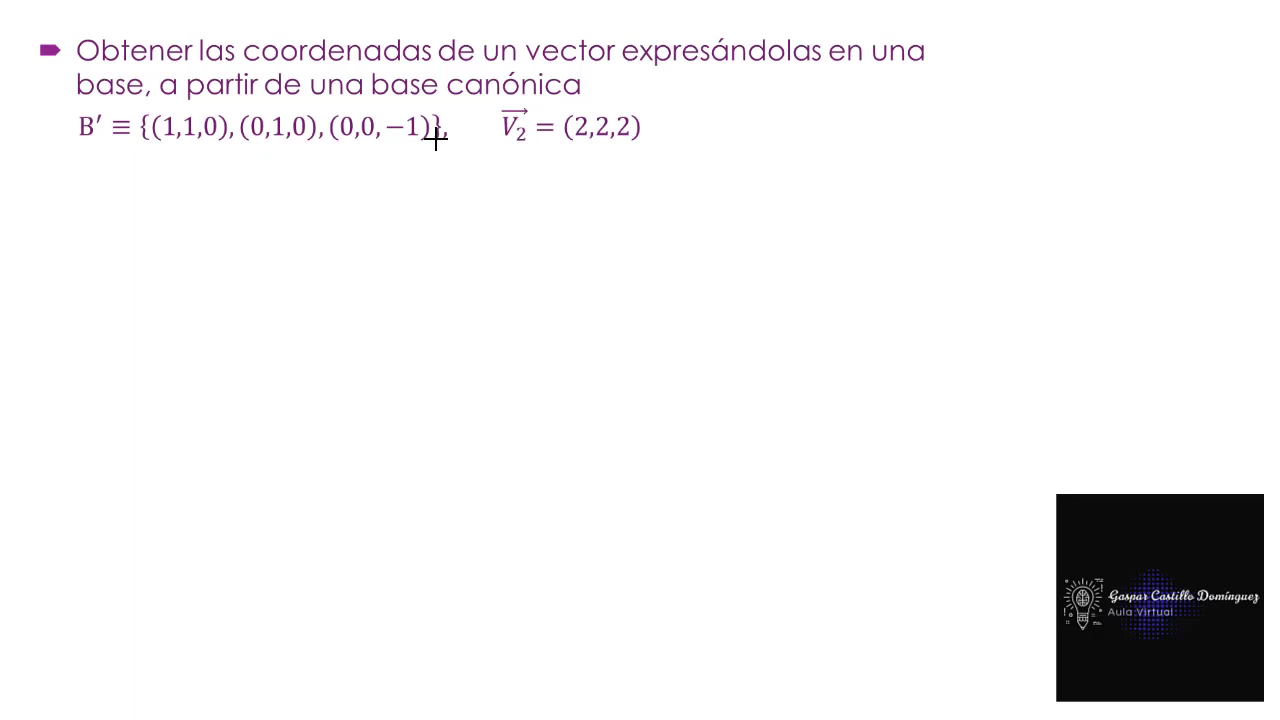 Obtener las coordenadas de un vector expresándolas en una
base, a partir de una base canónica
B′ ≡ {(1,1,0), (0,1,0), (0,0, −1)}, V₂⃗ = (2,2,2)
Gaspar Castillo Domínguez
Aula Virtual